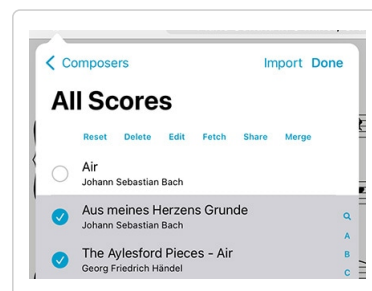 Composers Import Done
All Scores
Reset Delete Edit Fetch Share Merge
Air
Johann Sebastian Bach
Aus meines Herzens Grunde
Johann Sebastian Bach
The Aylesford Pieces - Air
Georg Friedrich Händel
A
B
C